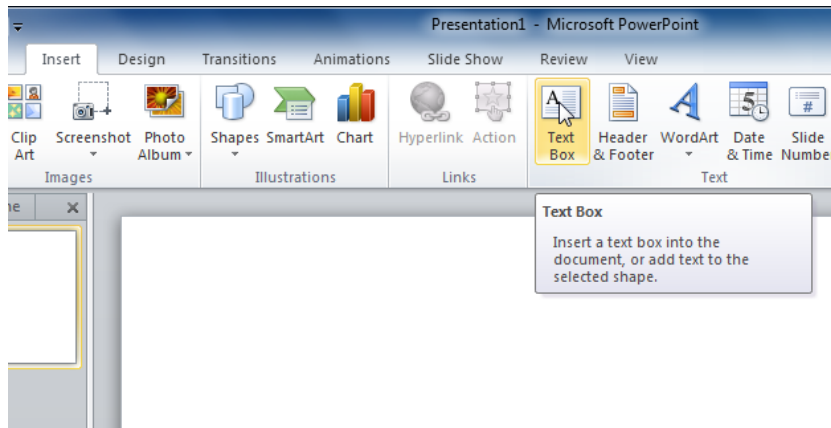 Presentation1 - Microsoft PowerPoint
Insert Design Transitions Animations Slide Show Review View
Clip Art
Screenshot
Photo Album
Shapes
SmartArt
Chart
Hyperlink
Action
Text Box
Header & Footer
WordArt
Date & Time
Slide
Images Illustrations Links Text
Text Box
Insert a text box into the
document, or add text to the
selected shape.